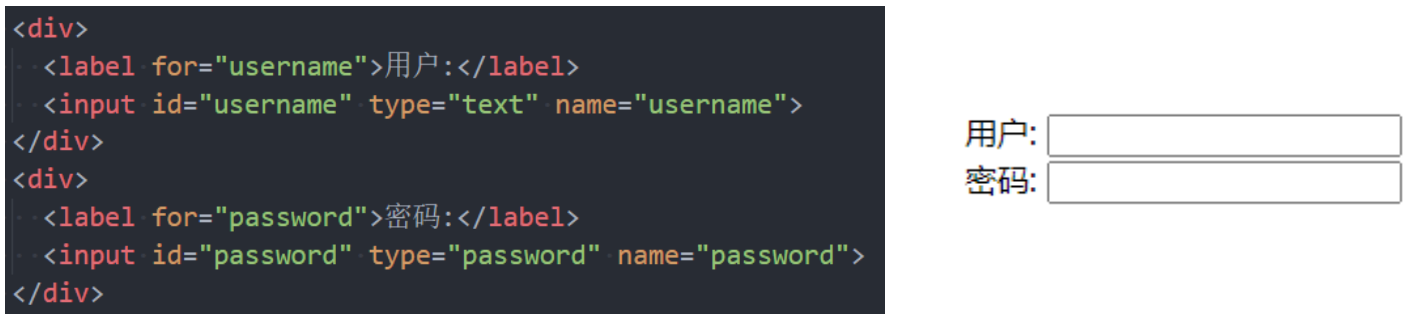 <div>
  <label for="username">用户:</label>
  <input id="username" type="text" name="username">
</div>
<div>
  <label for="password">密码:</label>
  <input id="password" type="password" name="password">
</div>
用户:
密码: